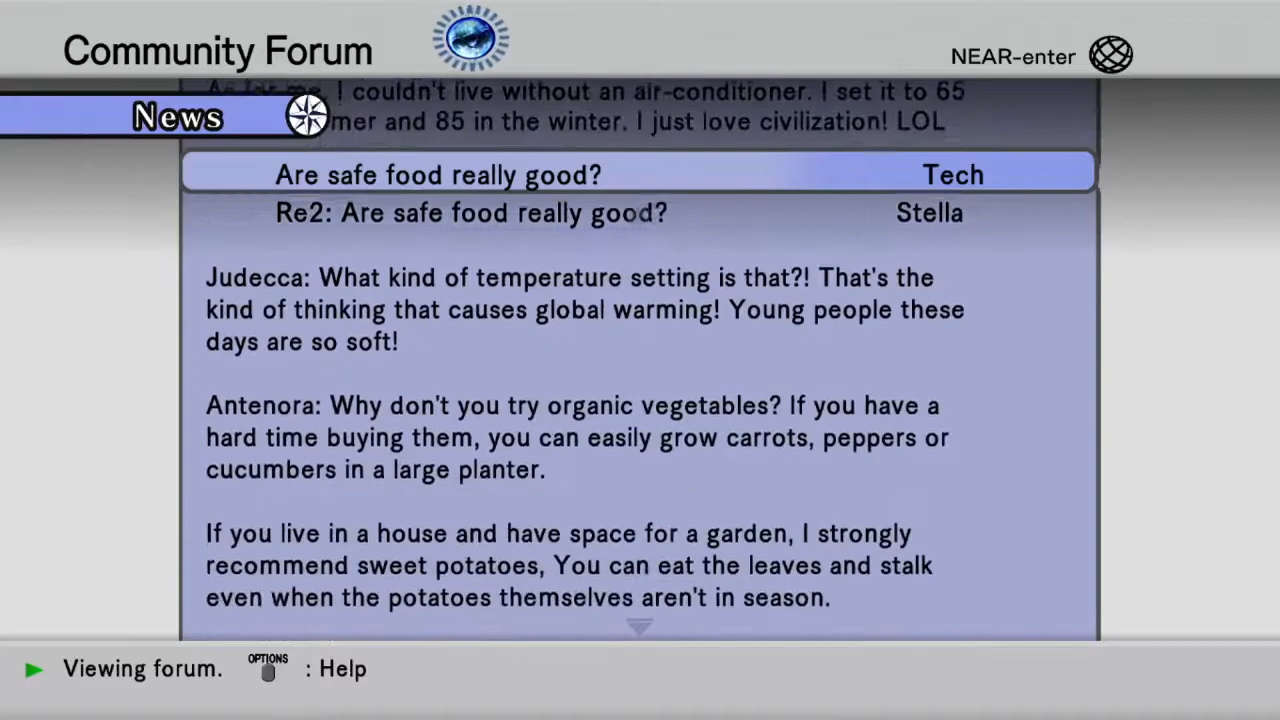 Community Forum
NEAR-enter
News
I couldn't live without an air-conditioner. I set it to 65
mer and 85 in the winter. I just love civilization! LOL
Are safe food really good? Tech
Re2: Are safe food really good? Stella
Judecca: What kind of temperature setting is that?! That's the
kind of thinking that causes global warming! Young people these
days are so soft!
Antenora: Why don't you try organic vegetables? If you have a
hard time buying them, you can easily grow carrots, peppers or
cucumbers in a large planter.
If you live in a house and have space for a garden, I strongly
recommend sweet potatoes, You can eat the leaves and stalk
even when the potatoes themselves aren't in season.
Viewing forum. OPTIONS : Help